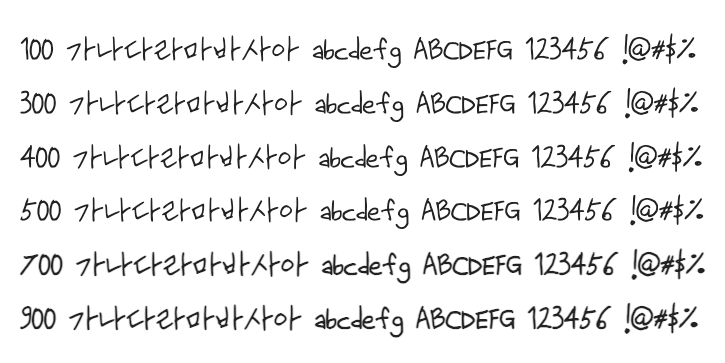 100 가나다라마바사아 abcdefg ABCDEFG 123456 !@#$%
300 가나다라마바사아 abcdefg ABCDEFG 123456 !@#$%
400 가나다라마바사아 abcdefg ABCDEFG 123456 !@#$%
500 가나다라마바사아 abcdefg ABCDEFG 123456 !@#$%
700 가나다라마바사아 abcdefg ABCDEFG 123456 !@#$%
900 가나다라마바사아 abcdefg ABCDEFG 123456 !@#$%